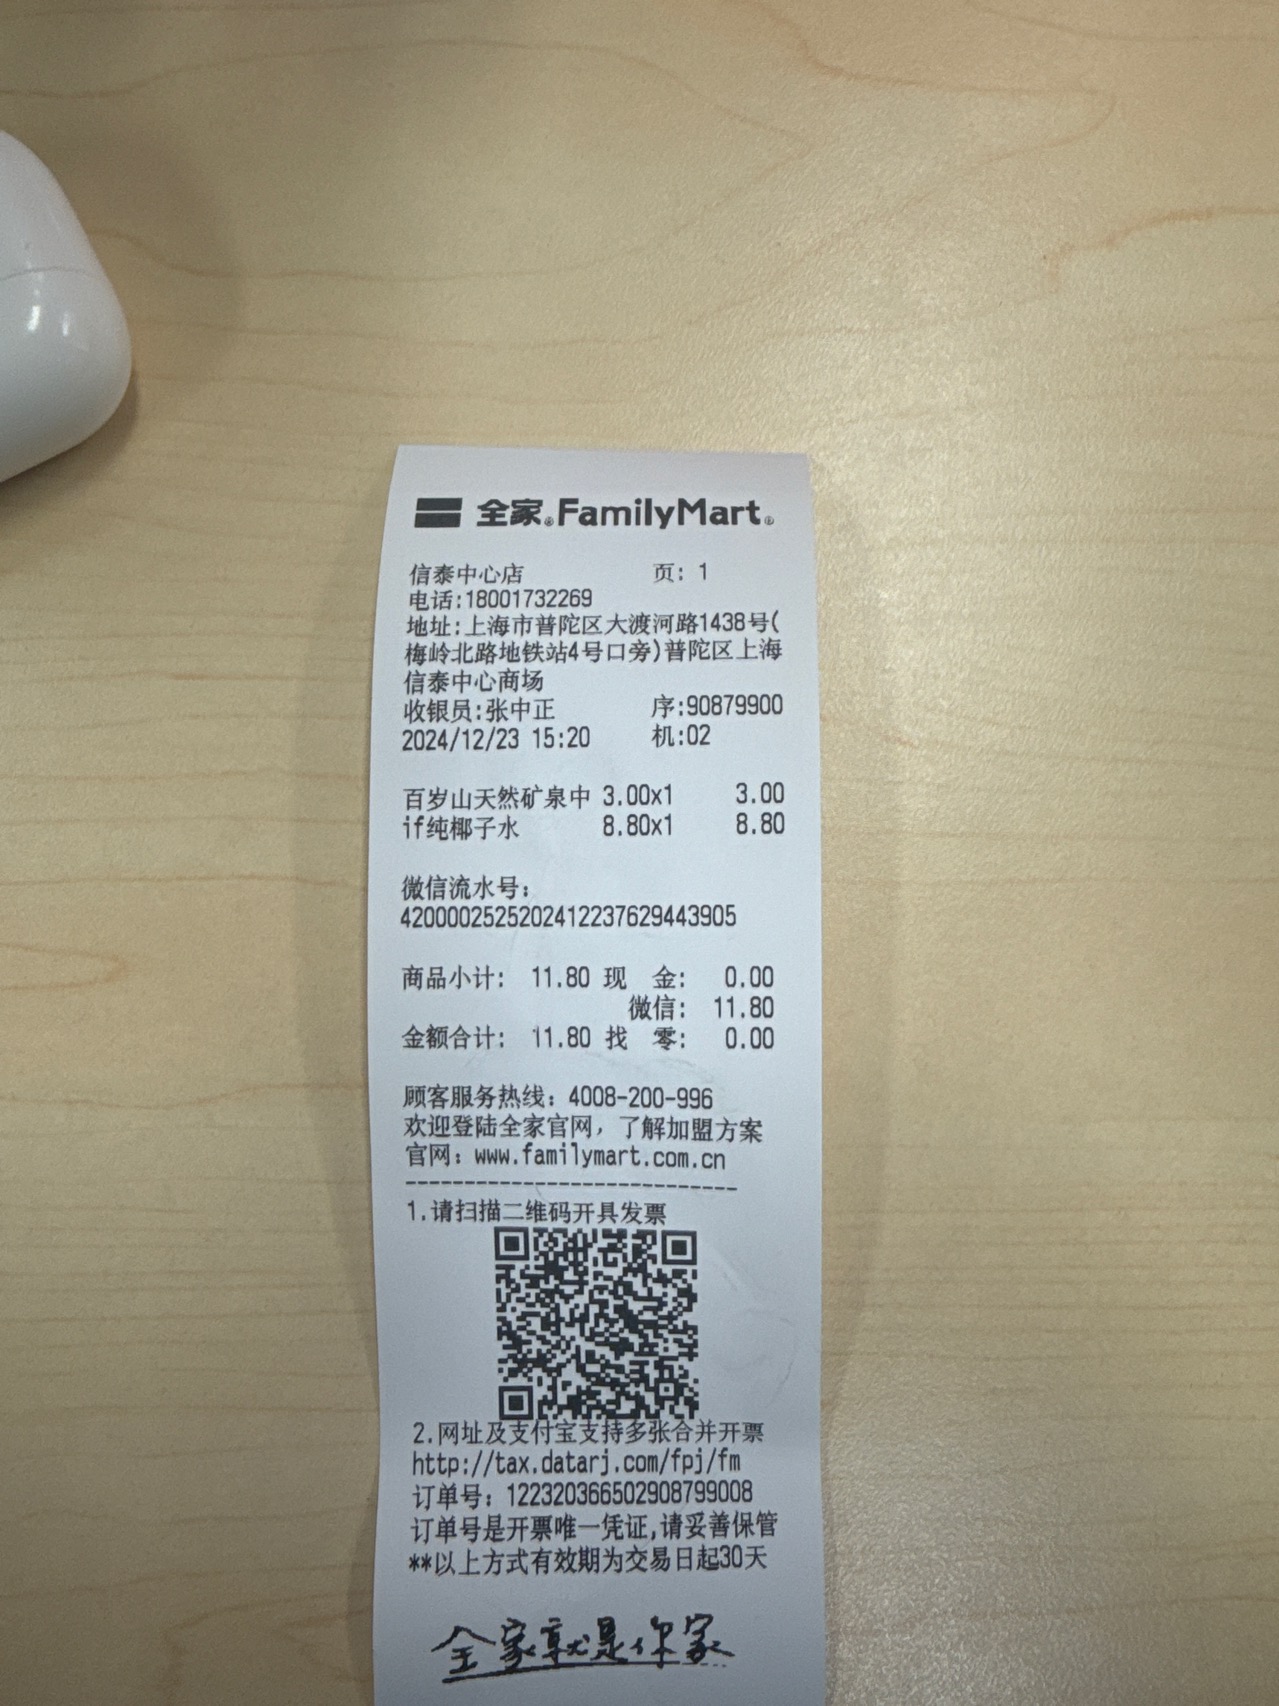 全家®FamilyMart®
信泰中心店 页: 1
电话:18001732269
地址:上海市普陀区大渡河路1438号(
梅岭北路地铁站4号口旁)普陀区上海
信泰中心商场
收银员:张中正 序:90879900
2024/12/23 15:20 机:02
百岁山天然矿泉中 3.00x1 3.00
if纯椰子水 8.80x1 8.80
微信流水号:
4200002525202412237629443905
商品小计: 11.80 现 金: 0.00
微信: 11.80
金额合计: 11.80 找 零: 0.00
顾客服务热线: 4008-200-996
欢迎登陆全家官网，了解加盟方案
官网: www.familymart.com.cn
----------------------------
1.请扫描二维码开具发票
2.网址及支付宝支持多张合并开票
http://tax.datarj.com/fpj/fm
订单号: 122320366502908799008
订单号是开票唯一凭证,请妥善保管
**以上方式有效期为交易日起30天
全家就是你家